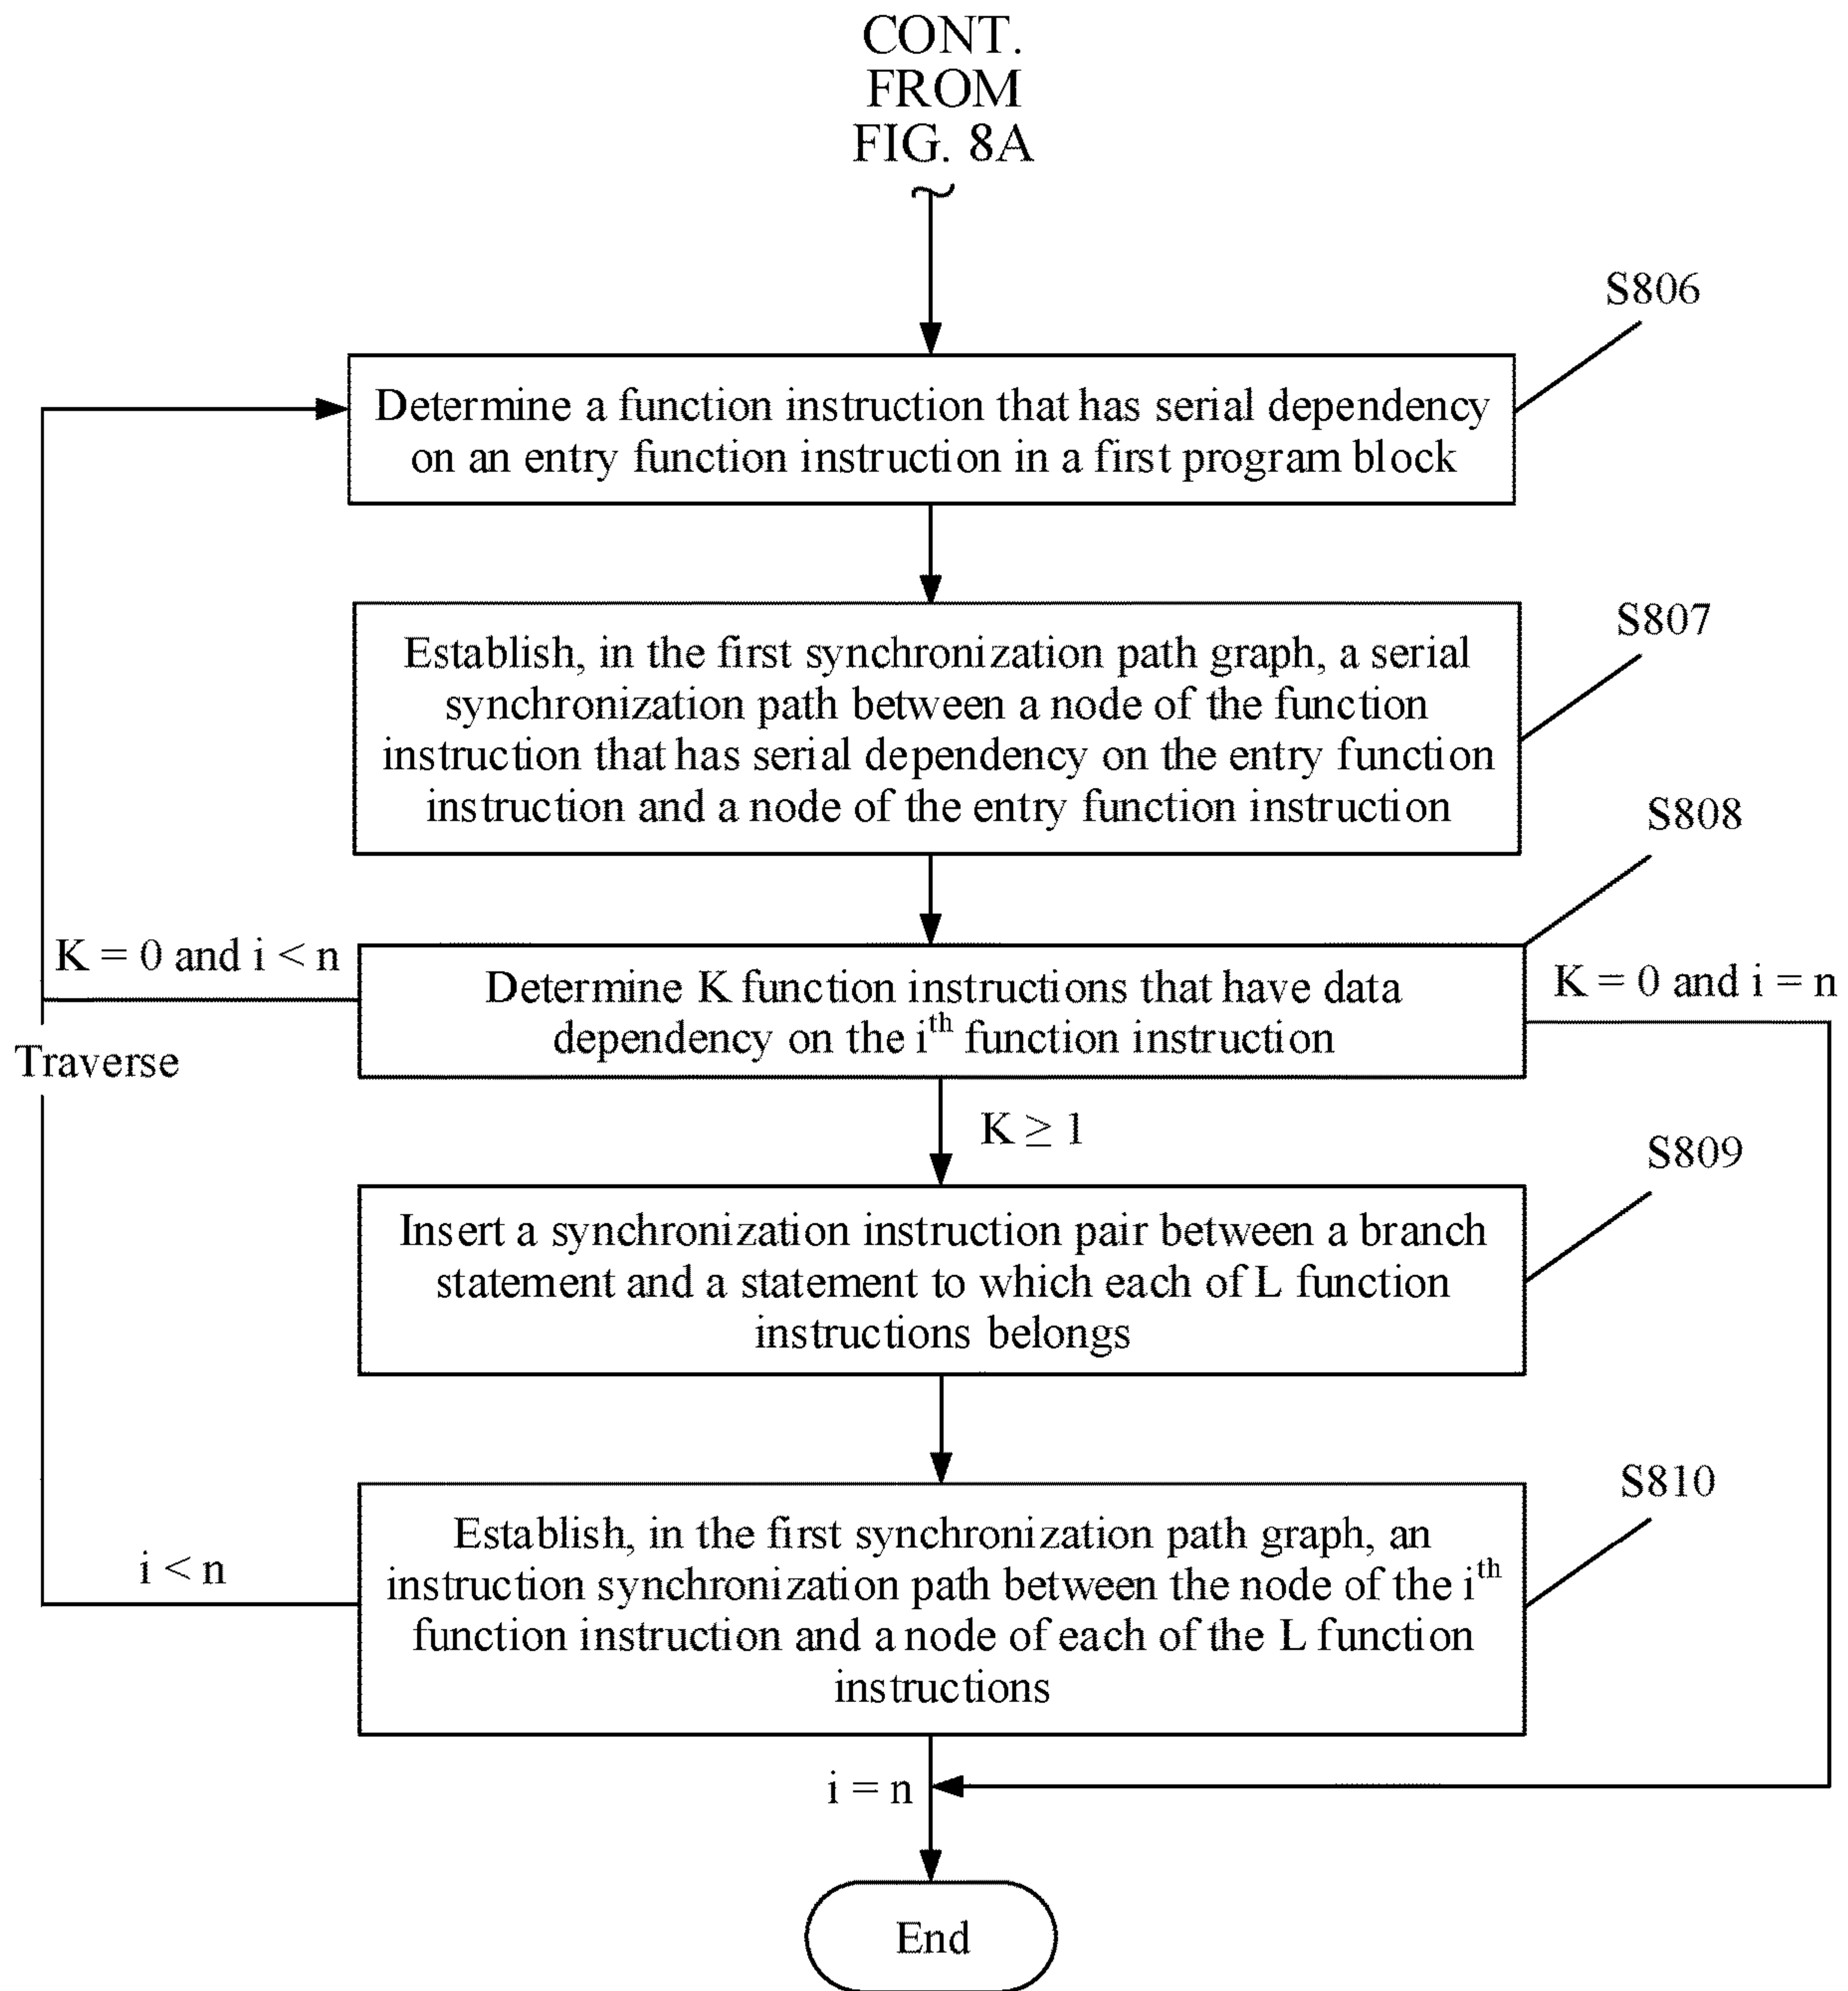 CONT.
FROM
FIG. 8A
S806
Determine a function instruction that has serial dependency
on an entry function instruction in a first program block
S807
Establish, in the first synchronization path graph, a serial
synchronization path between a node of the function
instruction that has serial dependency on the entry function
instruction and a node of the entry function instruction
S808
K = 0 and i < n
Determine K function instructions that have data
dependency on the ith function instruction
K = 0 and i = n
Traverse
K ≥ 1
S809
Insert a synchronization instruction pair between a branch
statement and a statement to which each of L function
instructions belongs
S810
Establish, in the first synchronization path graph, an
instruction synchronization path between the node of the ith
function instruction and a node of each of the L function
instructions
i < n
i = n
End